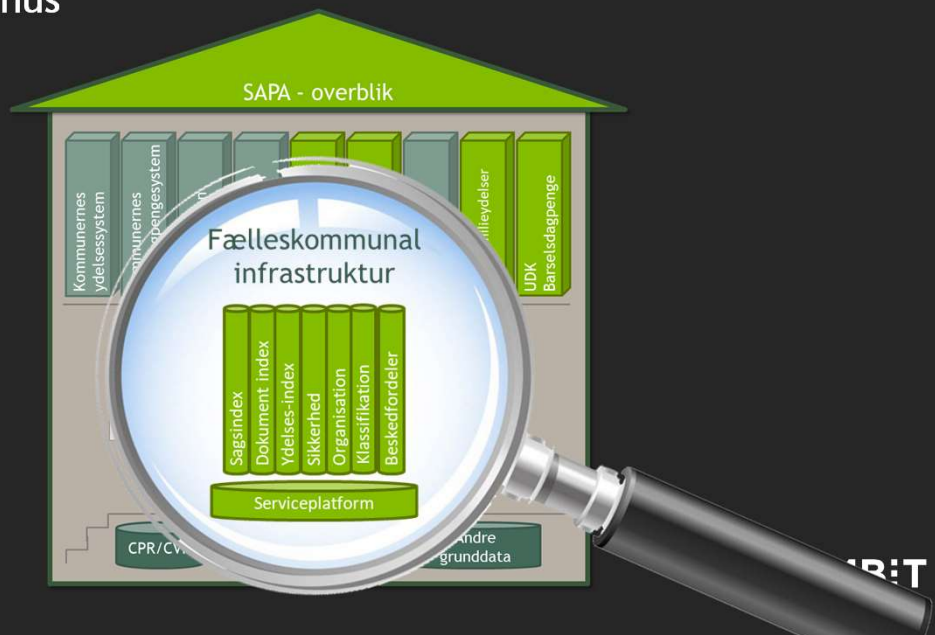 SAPA - overblik
Kommunernes
ydelsessystem
UDK
Barselsdagpenge
Fælleskommunal
infrastruktur
Sagsindex
Dokument index
Ydelses-index
Sikkerhed
Organisation
Klassifikation
Beskedfordeler
Serviceplatform
Andre
grunddata